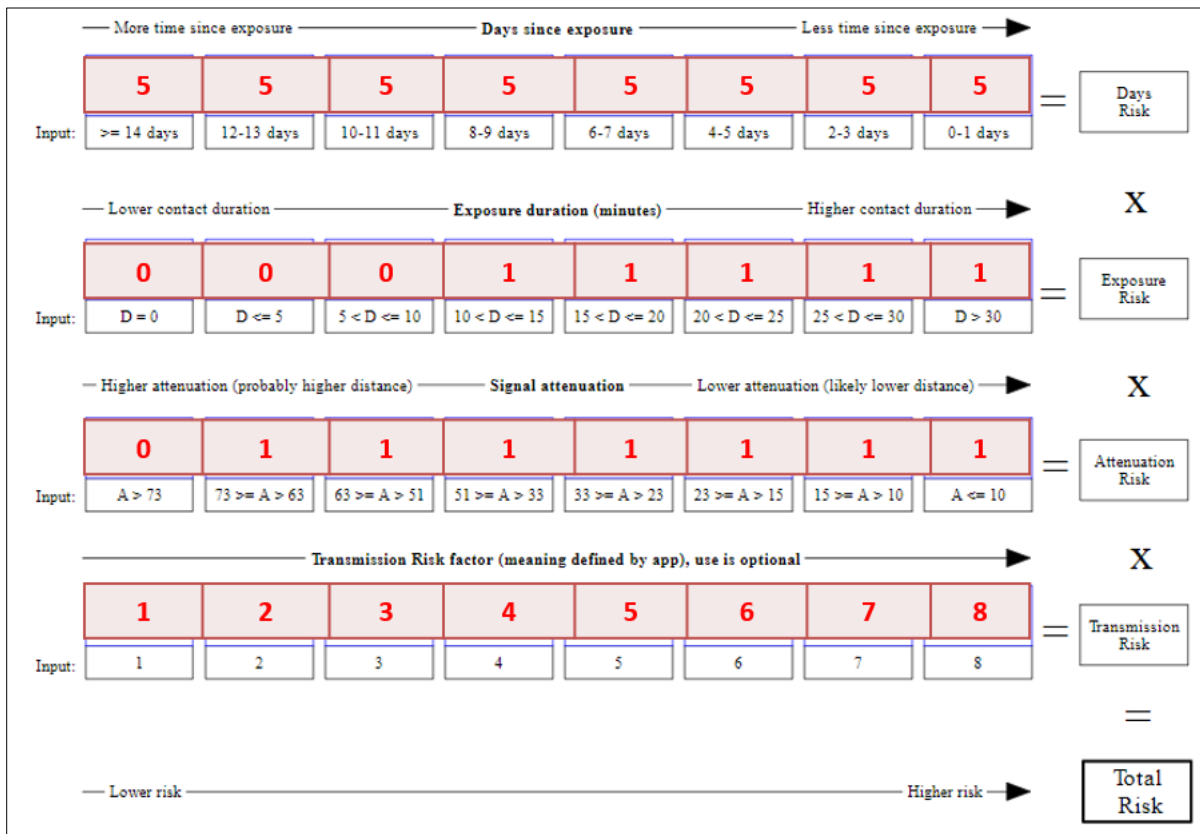 More time since exposure Days since exposure Less time since exposure
5 5 5 5 5 5 5 5 = Days
Risk
Input: >= 14 days 12-13 days 10-11 days 8-9 days 6-7 days 4-5 days 2-3 days 0-1 days
X
Lower contact duration Exposure duration (minutes) Higher contact duration
0 0 0 1 1 1 1 1 = Exposure
Risk
Input: D = 0 D <= 5 5 < D <= 10 10 < D <= 15 15 < D <= 20 20 < D <= 25 25 < D <= 30 D > 30
X
Higher attenuation (probably higher distance) Signal attenuation Lower attenuation (likely lower distance)
0 1 1 1 1 1 1 1 = Attenuation
Risk
Input: A > 73 73 >= A > 63 63 >= A > 51 51 >= A > 33 33 >= A > 23 23 >= A > 15 15 >= A > 10 A <= 10
X
Transmission Risk factor (meaning defined by app), use is optional
1 2 3 4 5 6 7 8 = Transmission
Risk
Input: 1 2 3 4 5 6 7 8
=
Lower risk Higher risk Total
Risk